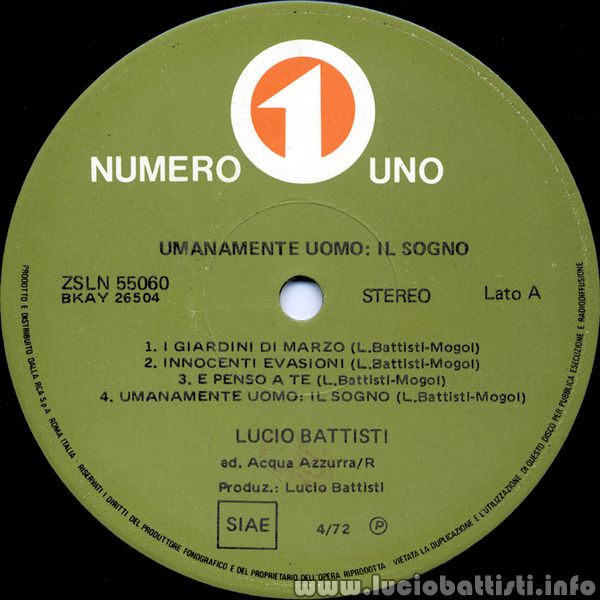 1
NUMERO UNO
UMANAMENTE UOMO: IL SOGNO
ZSLN 55060
BKAY 26504
STEREO
Lato A
1. I GIARDINI DI MARZO (L.Battisti-Mogol)
2. INNOCENTI EVASIONI (L.Battisti-Mogol)
3. E PENSO A TE (L.Battisti-Mogol)
4. UMANAMENTE UOMO: IL SOGNO (L.Battisti-Mogol)
LUCIO BATTISTI
ed. Acqua Azzurra/R
Produz.: Lucio Battisti
SIAE
4/72 Ⓟ
PRODOTTO E DISTRIBUITO DALLA RCA S p A ROMA ITALIA - RISERVATI I DIRITTI DEL PRODUTTORE FONOGRAFICO E DEL PROPRIETARIO DELL'OPERA RIPRODOTTA - VIETATA LA DUPLICAZIONE E L'UTILIZZAZIONE DI QUESTO DISCO PER PUBBLICA ESECUZIONE E RADIODIFFUSIONE
www.luciobattisti.info